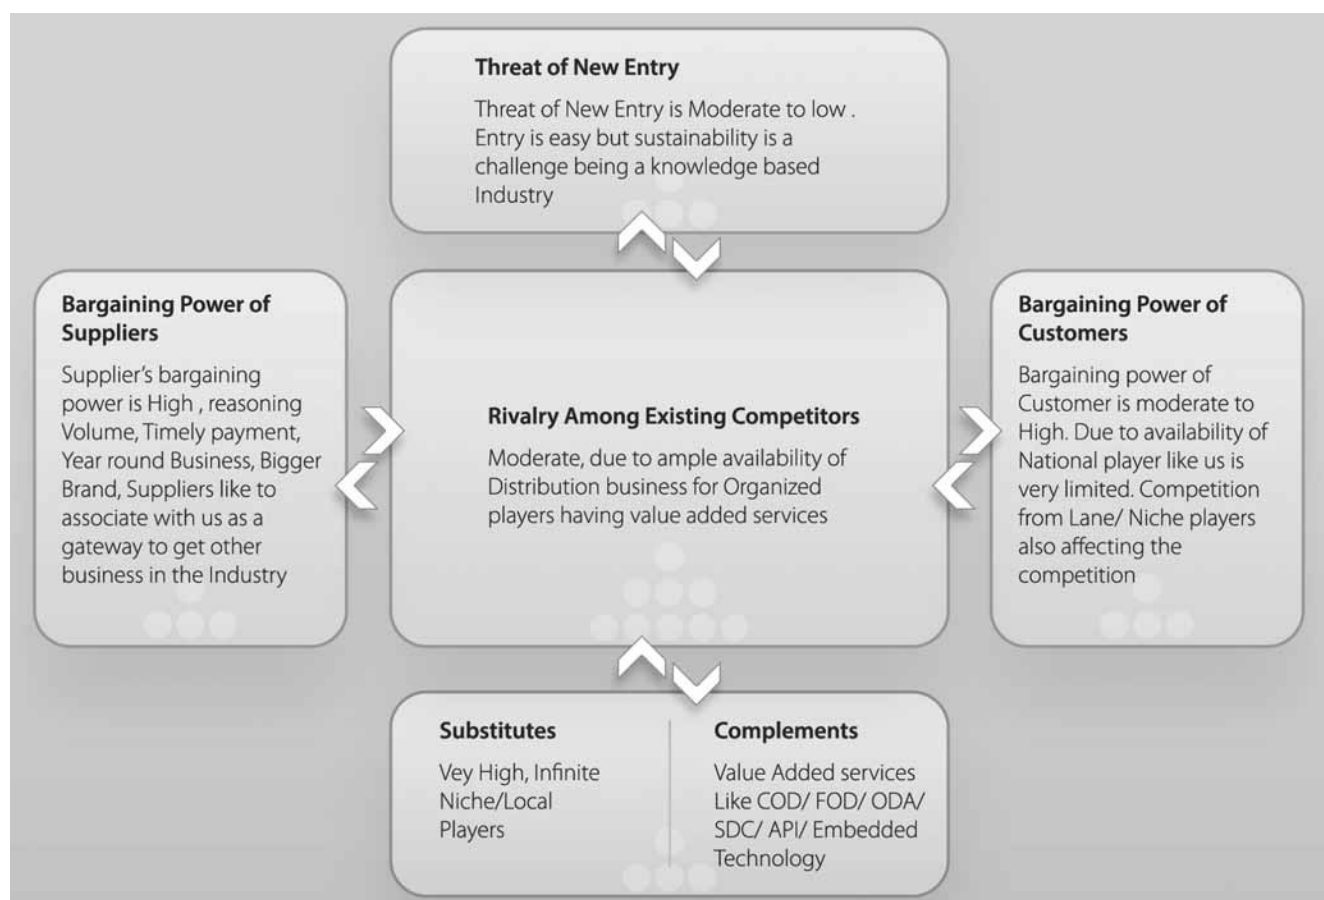 Threat of New Entry
Threat of New Entry is Moderate to low .
Entry is easy but sustainability is a
challenge being a knowledge based
Industry
Bargaining Power of
Suppliers
Supplier's bargaining
power is High , reasoning
Volume, Timely payment,
Year round Business, Bigger
Brand, Suppliers like to
associate with us as a
gateway to get other
business in the Industry
Rivalry Among Existing Competitors
Moderate, due to ample availability of
Distribution business for Organized
players having value added services
Bargaining Power of
Customers
Bargaining power of
Customer is moderate to
High. Due to availability of
National player like us is
very limited. Competition
from Lane/ Niche players
also affecting the
competition
Substitutes
Vey High, Infinite
Niche/Local
Players
Complements
Value Added services
Like COD/ FOD/ ODA/
SDC/ API/ Embedded
Technology